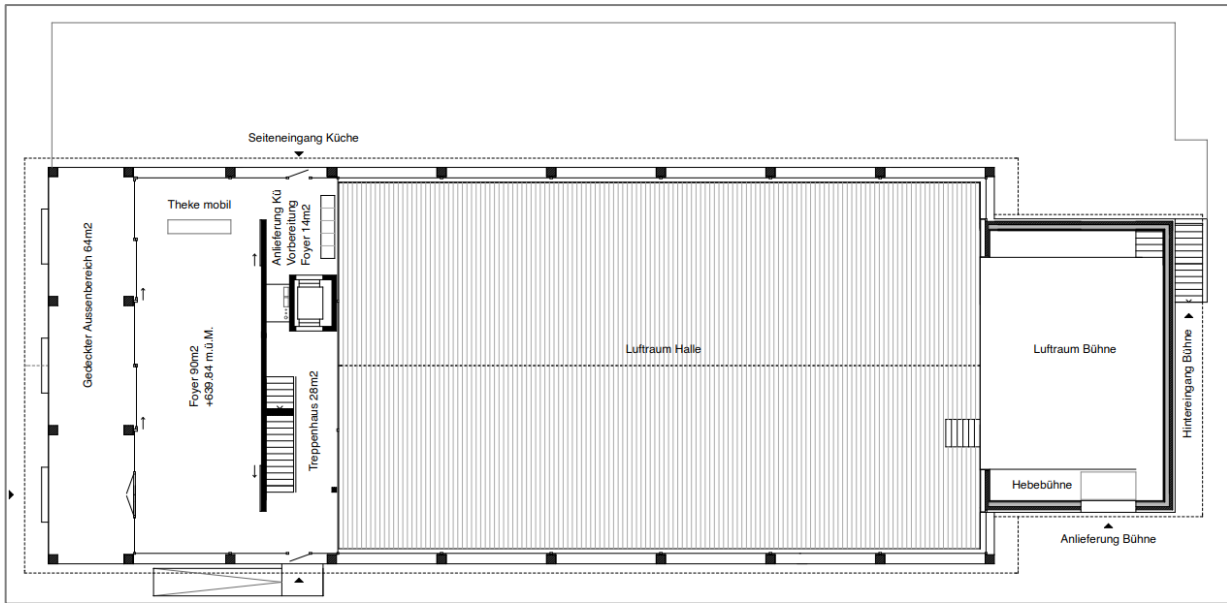 Seiteneingang Küche
Theke mobil
Anlieferung Kü
Vorbereitung
Foyer 14m2
Gedeckter Aussenbereich 64m2
Foyer 90m2
+639.84 m.ü.M.
Treppenhaus 28m2
Luftraum Halle
Luftraum Bühne
Hintereingang Bühne
Hebebühne
Anlieferung Bühne